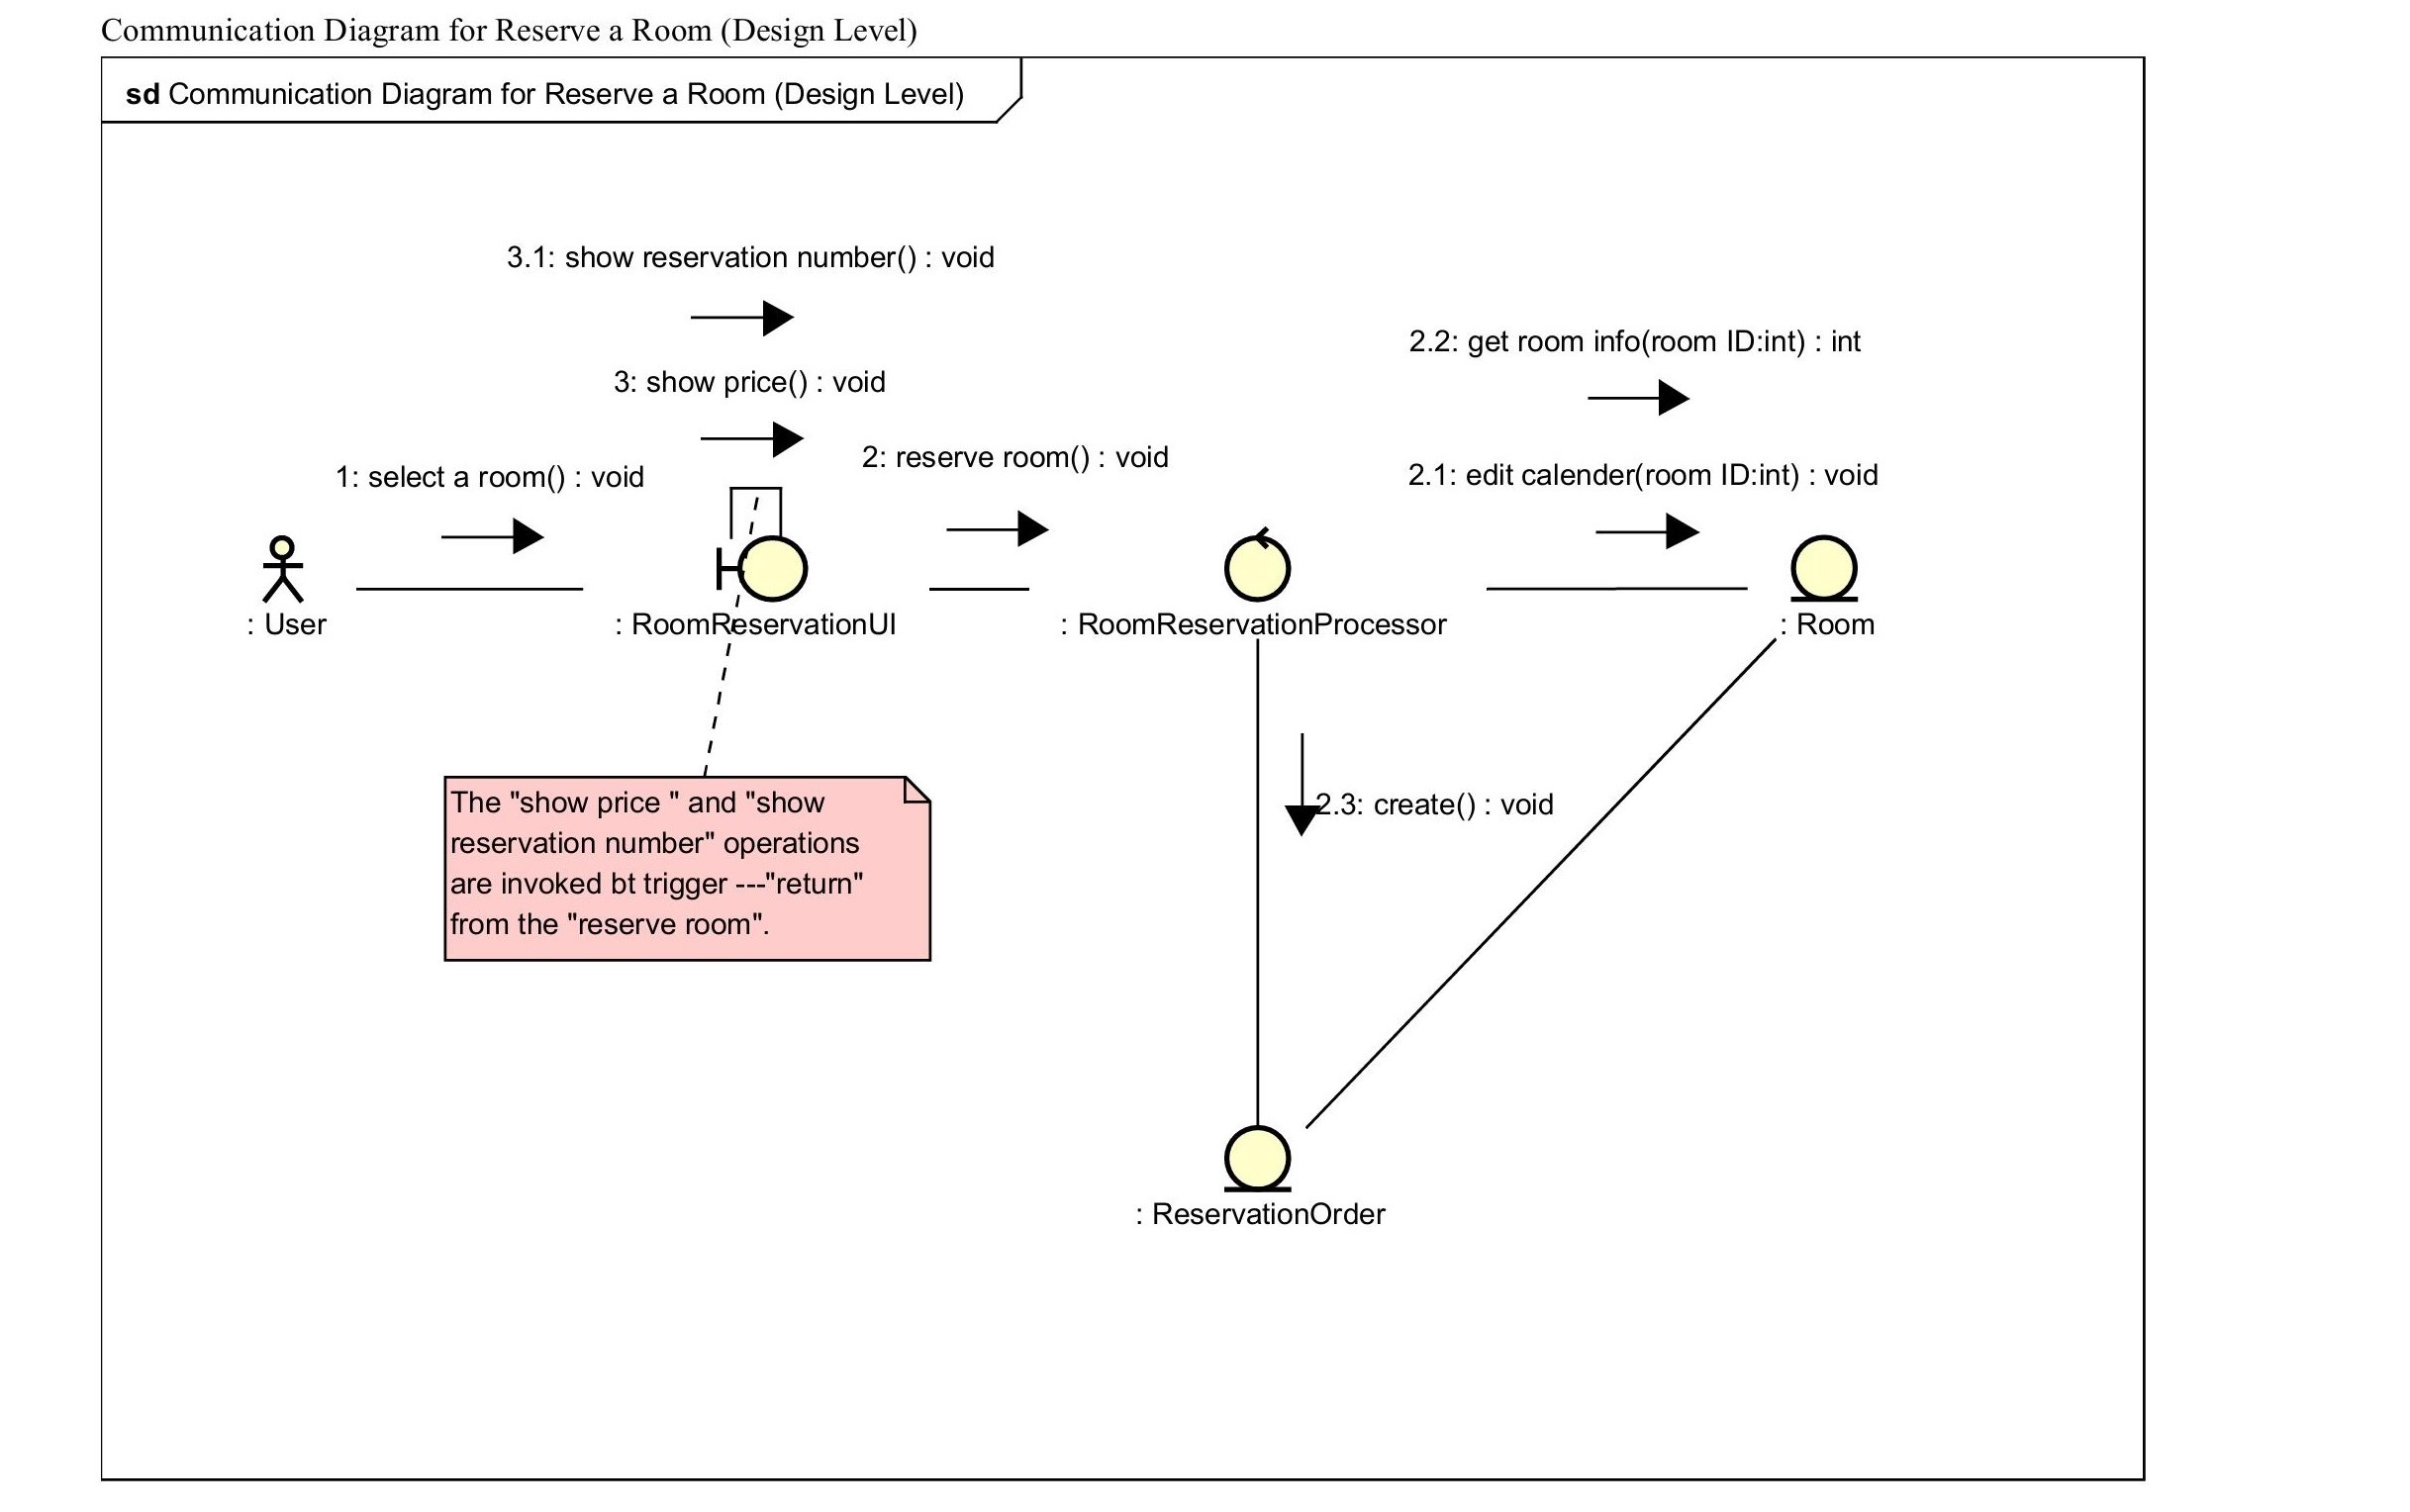 Communication Diagram for Reserve a Room (Design Level)
sd Communication Diagram for Reserve a Room (Design Level)
3.1: show reservation number() : void
2.2: get room info(room ID:int) : int
3: show price() : void
2: reserve room() : void
1: select a room() : void
2.1: edit calender(room ID:int) : void
: User
: RoomReservationUI
: RoomReservationProcessor
: Room
The "show price " and "show
reservation number" operations
are invoked bt trigger ---"return"
from the "reserve room".
2.3: create() : void
: ReservationOrder